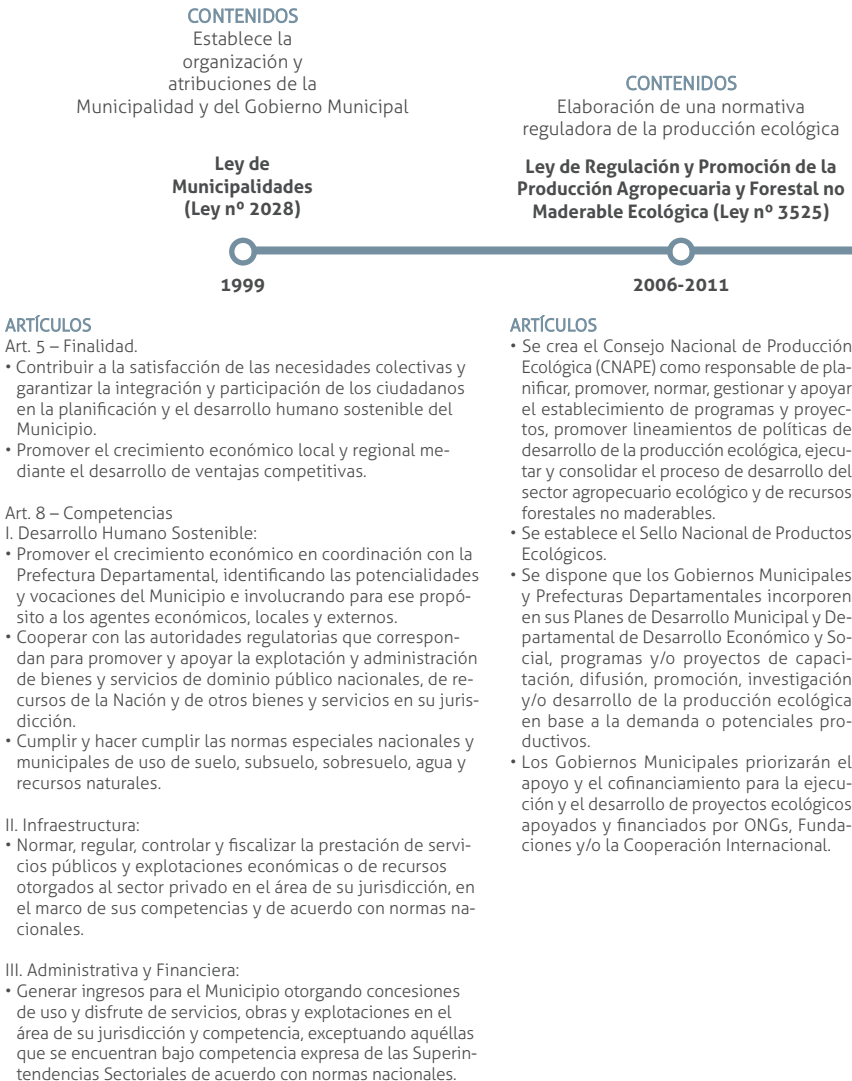 CONTENIDOS
Establece la
organización y
atribuciones de la
Municipalidad y del Gobierno Municipal
Ley de
Municipalidades
(Ley nº 2028)
1999
ARTÍCULOS
Art. 5 – Finalidad.
• Contribuir a la satisfacción de las necesidades colectivas y
garantizar la integración y participación de los ciudadanos
en la planificación y el desarrollo humano sostenible del
Municipio.
• Promover el crecimiento económico local y regional me-
diante el desarrollo de ventajas competitivas.
Art. 8 – Competencias
I. Desarrollo Humano Sostenible:
• Promover el crecimiento económico en coordinación con la
Prefectura Departamental, identificando las potencialidades
y vocaciones del Municipio e involucrando para ese propó-
sito a los agentes económicos, locales y externos.
• Cooperar con las autoridades regulatorias que correspon-
dan para promover y apoyar la explotación y administración
de bienes y servicios de dominio público nacionales, de re-
cursos de la Nación y de otros bienes y servicios en su juris-
dicción.
• Cumplir y hacer cumplir las normas especiales nacionales y
municipales de uso de suelo, subsuelo, sobresuelo, agua y
recursos naturales.
II. Infraestructura:
• Normar, regular, controlar y fiscalizar la prestación de servi-
cios públicos y explotaciones económicas o de recursos
otorgados al sector privado en el área de su jurisdicción, en
el marco de sus competencias y de acuerdo con normas na-
cionales.
III. Administrativa y Financiera:
• Generar ingresos para el Municipio otorgando concesiones
de uso y disfrute de servicios, obras y explotaciones en el
área de su jurisdicción y competencia, exceptuando aquéllas
que se encuentran bajo competencia expresa de las Superin-
tendencias Sectoriales de acuerdo con normas nacionales.
CONTENIDOS
Elaboración de una normativa
reguladora de la producción ecológica
Ley de Regulación y Promoción de la
Producción Agropecuaria y Forestal no
Maderable Ecológica (Ley nº 3525)
2006-2011
ARTÍCULOS
• Se crea el Consejo Nacional de Producción
Ecológica (CNAPE) como responsable de pla-
nificar, promover, normar, gestionar y apoyar
el establecimiento de programas y proyec-
tos, promover lineamientos de políticas de
desarrollo de la producción ecológica, ejecu-
tar y consolidar el proceso de desarrollo del
sector agropecuario ecológico y de recursos
forestales no maderables.
• Se establece el Sello Nacional de Productos
Ecológicos.
• Se dispone que los Gobiernos Municipales
y Prefecturas Departamentales incorporen
en sus Planes de Desarrollo Municipal y De-
partamental de Desarrollo Económico y So-
cial, programas y/o proyectos de capaci-
tación, difusión, promoción, investigación
y/o desarrollo de la producción ecológica
en base a la demanda o potenciales pro-
ductivos.
• Los Gobiernos Municipales priorizarán el
apoyo y el cofinanciamiento para la ejecu-
ción y el desarrollo de proyectos ecológicos
apoyados y financiados por ONGs, Funda-
ciones y/o la Cooperación Internacional.